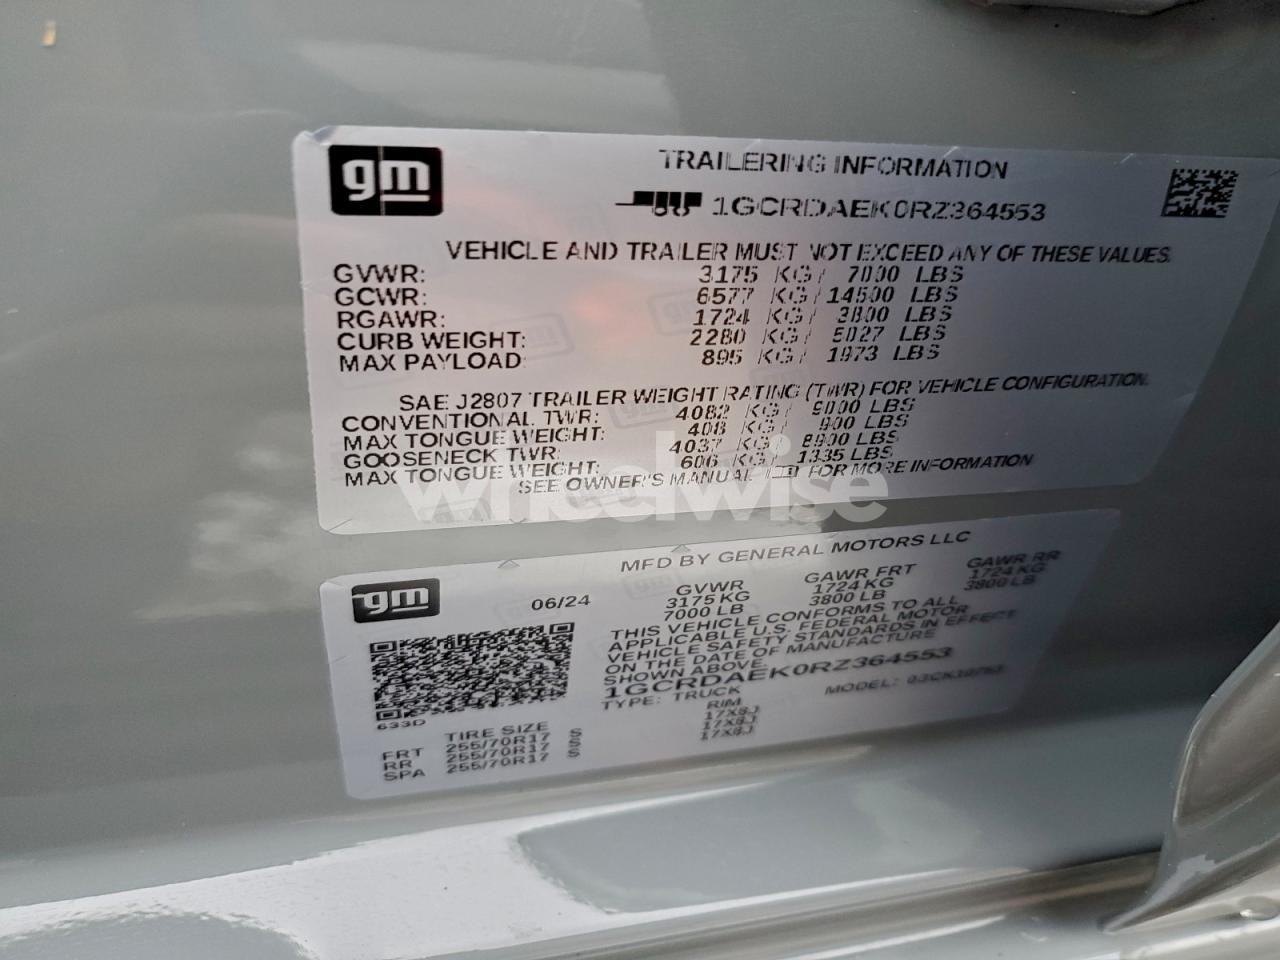 gm
TRAILERING INFORMATION
1GCRDAEK0RZ364553
VEHICLE AND TRAILER MUST NOT EXCEED ANY OF THESE VALUES.
GVWR: 3175 KG/ 7000 LBS
GCWR: 6577 KG/ 14500 LBS
RGAWR: 1724 KG/ 3800 LBS
CURB WEIGHT: 2280 KG/ 5027 LBS
MAX PAYLOAD: 895 KG/ 1973 LBS
SAE J2807 TRAILER WEIGHT RATING (TWR) FOR VEHICLE CONFIGURATION.
CONVENTIONAL TWR: 4082 KG/ 9000 LBS
MAX TONGUE WEIGHT: 408 KG/ 900 LBS
GOOSENECK TWR: 4037 KG/ 8900 LBS
MAX TONGUE WEIGHT: 606 KG/ 1335 LBS
SEE OWNER'S MANUAL FOR MORE INFORMATION
wheelwise
gm
MFD BY GENERAL MOTORS LLC
06/24
GVWR GAWR FRT GAWR RR
3175 KG 1724 KG 1724 KG
7000 LB 3800 LB 3800 LB
THIS VEHICLE CONFORMS TO ALL
APPLICABLE U.S. FEDERAL MOTOR
VEHICLE SAFETY STANDARDS IN EFFECT
ON THE DATE OF MANUFACTURE
SHOWN ABOVE.
1GCRDAEK0RZ364553
TYPE: TRUCK MODEL:
633D
TIRE SIZE RIM
FRT 255/70R17 S 17X8J
RR 255/70R17 S 17X8J
SPA 255/70R17 S 17X8J